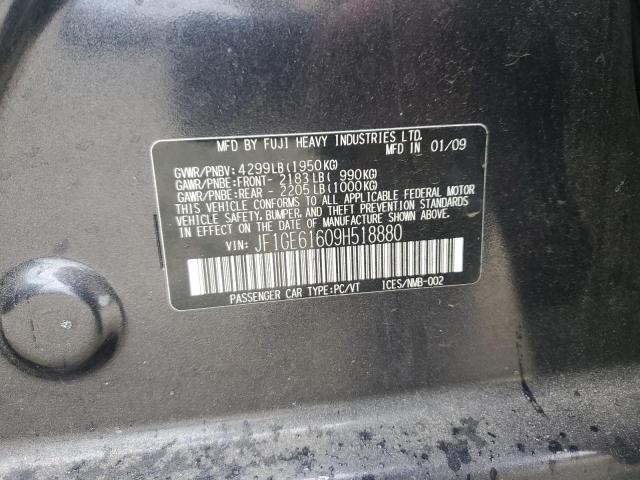 MFD BY FUJI HEAVY INDUSTRIES LTD.
MFD IN 01/09
GVWR/PNBV: 4299LB(1950KG)
GAWR/PNBE:FRONT- 2183LB( 990KG)
GAWR/PNBE:REAR - 2205LB(1000KG)
THIS VEHICLE CONFORMS TO ALL APPLICABLE FEDERAL MOTOR
VEHICLE SAFETY, BUMPER, AND THEFT PREVENTION STANDARDS
IN EFFECT ON THE DATE OF MANUFACTURE SHOWN ABOVE.
VIN: JF1GE61609H518880
PASSENGER CAR TYPE:PC/VT 1CES/NMB-002